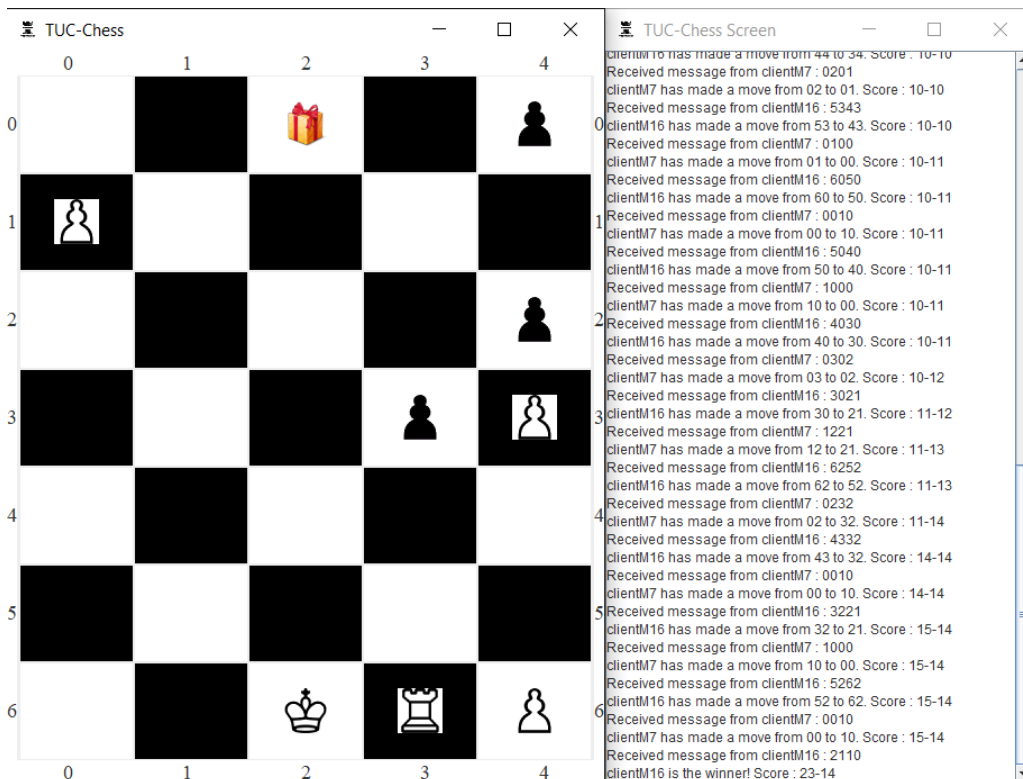 TUC-Chess
0 1 2 3 4
0 0
1 1
2 2
3 3
4 4
5 5
6 6
0 1 2 3 4
TUC-Chess Screen
clientM16 has made a move from 44 to 34. Score : 10-10
Received message from clientM7 : 0201
clientM7 has made a move from 02 to 01. Score : 10-10
Received message from clientM16 : 5343
clientM16 has made a move from 53 to 43. Score : 10-10
Received message from clientM7 : 0100
clientM7 has made a move from 01 to 00. Score : 10-11
Received message from clientM16 : 6050
clientM16 has made a move from 60 to 50. Score : 10-11
Received message from clientM7 : 0010
clientM7 has made a move from 00 to 10. Score : 10-11
Received message from clientM16 : 5040
clientM16 has made a move from 50 to 40. Score : 10-11
Received message from clientM7 : 1000
clientM7 has made a move from 10 to 00. Score : 10-11
Received message from clientM16 : 4030
clientM16 has made a move from 40 to 30. Score : 10-11
Received message from clientM7 : 0302
clientM7 has made a move from 03 to 02. Score : 10-12
Received message from clientM16 : 3021
clientM16 has made a move from 30 to 21. Score : 11-12
Received message from clientM7 : 1221
clientM7 has made a move from 12 to 21. Score : 11-13
Received message from clientM16 : 6252
clientM16 has made a move from 62 to 52. Score : 11-13
Received message from clientM7 : 0232
clientM7 has made a move from 02 to 32. Score : 11-14
Received message from clientM16 : 4332
clientM16 has made a move from 43 to 32. Score : 14-14
Received message from clientM7 : 0010
clientM7 has made a move from 00 to 10. Score : 14-14
Received message from clientM16 : 3221
clientM16 has made a move from 32 to 21. Score : 15-14
Received message from clientM7 : 1000
clientM7 has made a move from 10 to 00. Score : 15-14
Received message from clientM16 : 5262
clientM16 has made a move from 52 to 62. Score : 15-14
Received message from clientM7 : 0010
clientM7 has made a move from 00 to 10. Score : 15-14
Received message from clientM16 : 2110
clientM16 is the winner! Score : 23-14